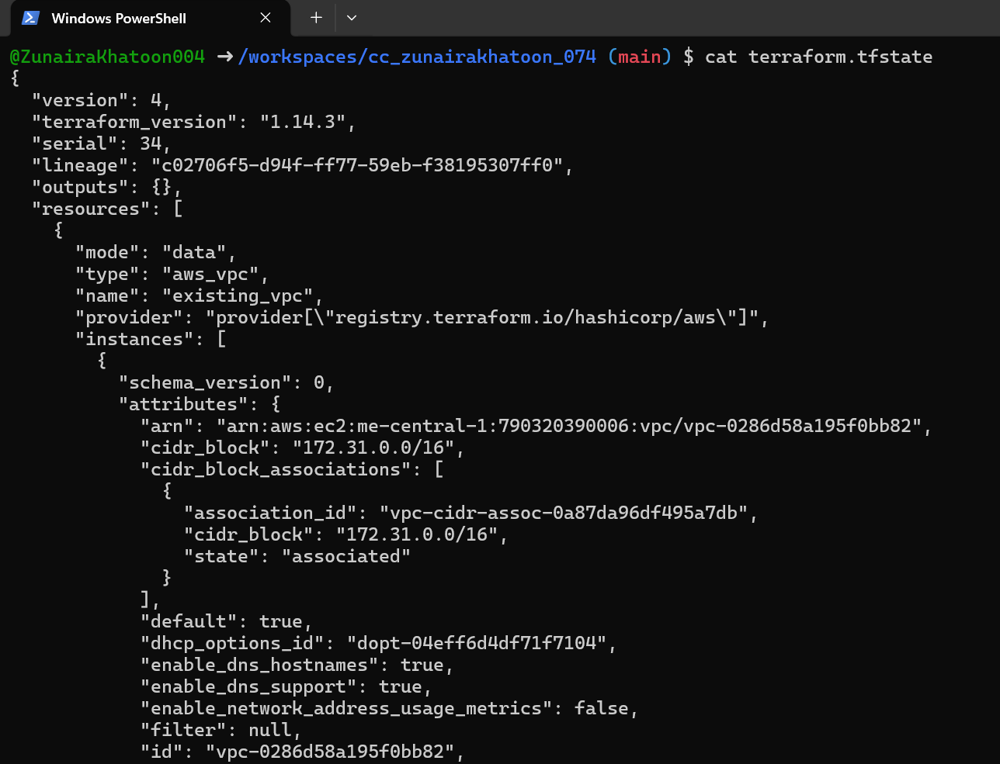 Windows PowerShell
@ZunairaKhatoon004 ➜ /workspaces/cc_zunairakhatoon_074 (main) $ cat terraform.tfstate
{
  "version": 4,
  "terraform_version": "1.14.3",
  "serial": 34,
  "lineage": "c02706f5-d94f-ff77-59eb-f38195307ff0",
  "outputs": {},
  "resources": [
    {
      "mode": "data",
      "type": "aws_vpc",
      "name": "existing_vpc",
      "provider": "provider[\"registry.terraform.io/hashicorp/aws\"]",
      "instances": [
        {
          "schema_version": 0,
          "attributes": {
            "arn": "arn:aws:ec2:me-central-1:790320390006:vpc/vpc-0286d58a195f0bb82",
            "cidr_block": "172.31.0.0/16",
            "cidr_block_associations": [
              {
                "association_id": "vpc-cidr-assoc-0a87da96df495a7db",
                "cidr_block": "172.31.0.0/16",
                "state": "associated"
              }
            ],
            "default": true,
            "dhcp_options_id": "dopt-04eff6d4df71f7104",
            "enable_dns_hostnames": true,
            "enable_dns_support": true,
            "enable_network_address_usage_metrics": false,
            "filter": null,
            "id": "vpc-0286d58a195f0bb82",